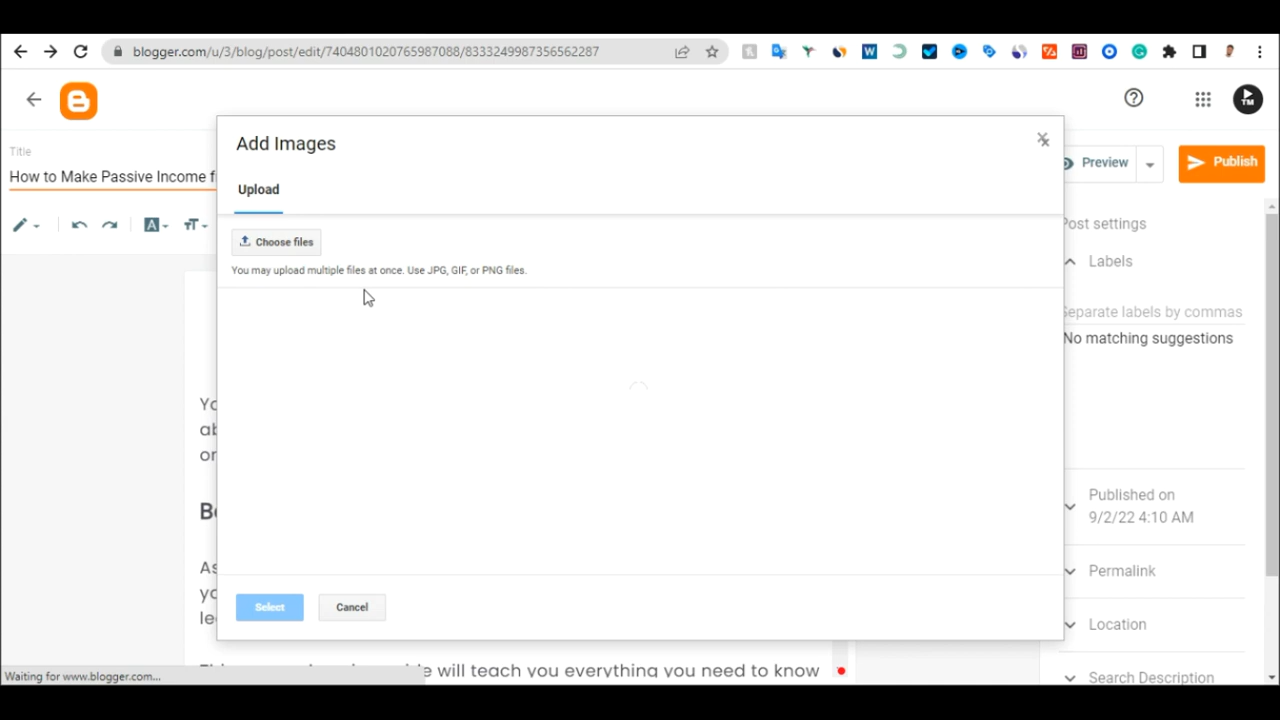 blogger.com/u/3/blog/post/edit/7404801020765987088/8333249987356562287
TM
Title
How to Make Passive Income f
Preview
Publish
Add Images
Upload
Choose files
You may upload multiple files at once. Use JPG, GIF, or PNG files.
Select
Cancel
Post settings
Labels
Separate labels by commas
No matching suggestions
Published on
9/2/22 4:10 AM
Permalink
Location
Search Description
will teach you everything you need to know
Waiting for www.blogger.com...